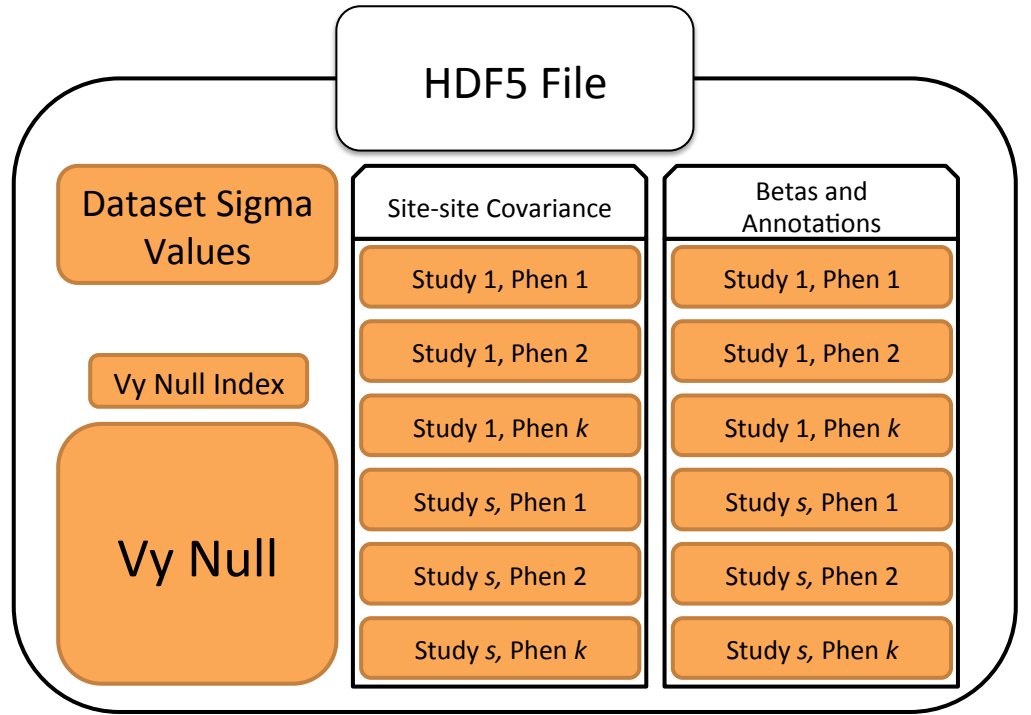 HDF5 File
Dataset Sigma
Values
Vy Null Index
Vy Null
Site-site Covariance
Study 1, Phen 1
Study 1, Phen 2
Study 1, Phen k
Study s, Phen 1
Study s, Phen 2
Study s, Phen k
Betas and
Annotations
Study 1, Phen 1
Study 1, Phen 2
Study 1, Phen k
Study s, Phen 1
Study s, Phen 2
Study s, Phen k